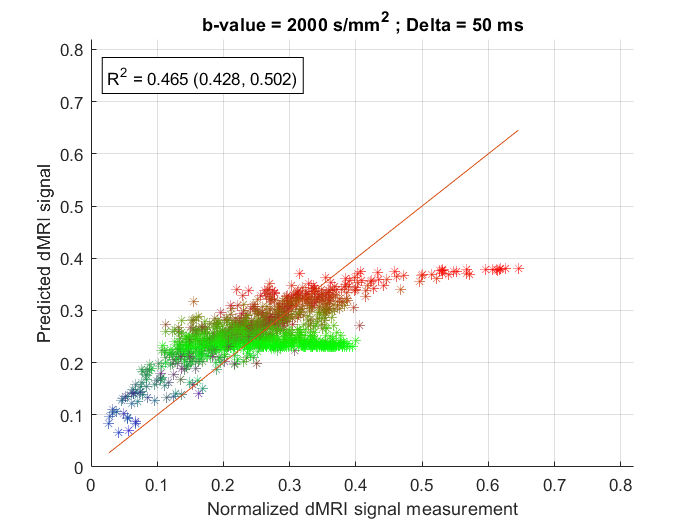 b-value = 2000 s/mm² ; Delta = 50 ms
0.8
R² = 0.465 (0.428, 0.502)
0.7
0.6
0.5
0.4
0.3
0.2
0.1
0
Predicted dMRI signal
0 0.1 0.2 0.3 0.4 0.5 0.6 0.7 0.8
Normalized dMRI signal measurement